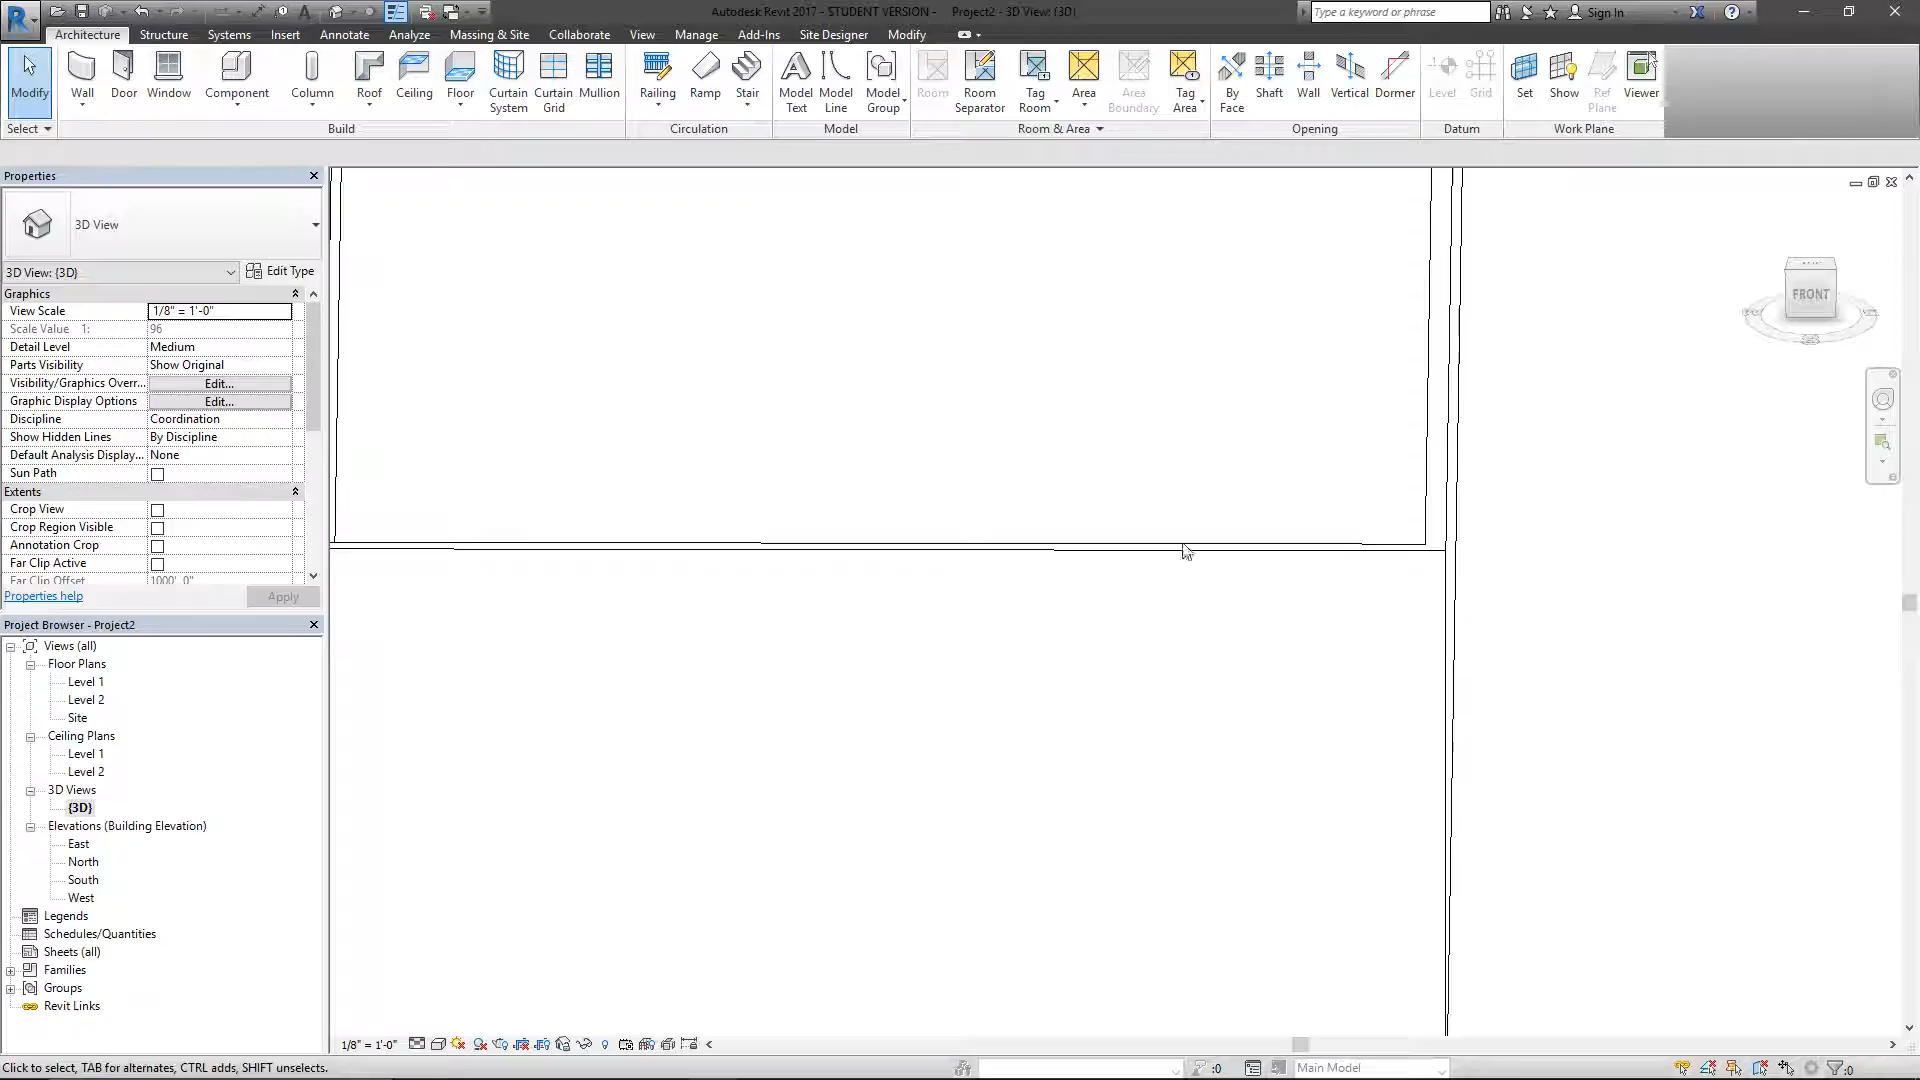 Autodesk Revit 2017 - STUDENT VERSION - Project2 - 3D View: {3D}
Type a keyword or phrase
Sign In
Architecture Structure Systems Insert Annotate Analyze Massing & Site Collaborate View Manage Add-Ins Site Designer Modify
Modify Wall Door Window Component Column Roof Ceiling Floor Curtain System Curtain Grid Mullion Railing Ramp Stair Model Text Model Line Model Group Room Room Separator Tag Room Area Area Boundary Tag Area By Face Shaft Wall Vertical Dormer Level Grid Set Show Ref Plane Viewer
Select Build Circulation Model Room & Area Opening Datum Work Plane
Properties
3D View
3D View: {3D} Edit Type
Graphics
View Scale 1/8" = 1'-0"
Scale Value 1: 96
Detail Level Medium
Parts Visibility Show Original
Visibility/Graphics Overr... Edit...
Graphic Display Options Edit...
Discipline Coordination
Show Hidden Lines By Discipline
Default Analysis Display... None
Sun Path
Extents
Crop View
Crop Region Visible
Annotation Crop
Far Clip Active
Far Clip Offset 1000' 0"
Properties help Apply
Project Browser - Project2
Views (all)
Floor Plans
Level 1
Level 2
Site
Ceiling Plans
Level 1
Level 2
3D Views
{3D}
Elevations (Building Elevation)
East
North
South
West
Legends
Schedules/Quantities
Sheets (all)
Families
Groups
Revit Links
FRONT
1/8" = 1'-0"
Click to select, TAB for alternates, CTRL adds, SHIFT unselects.
:0
Main Model
:0